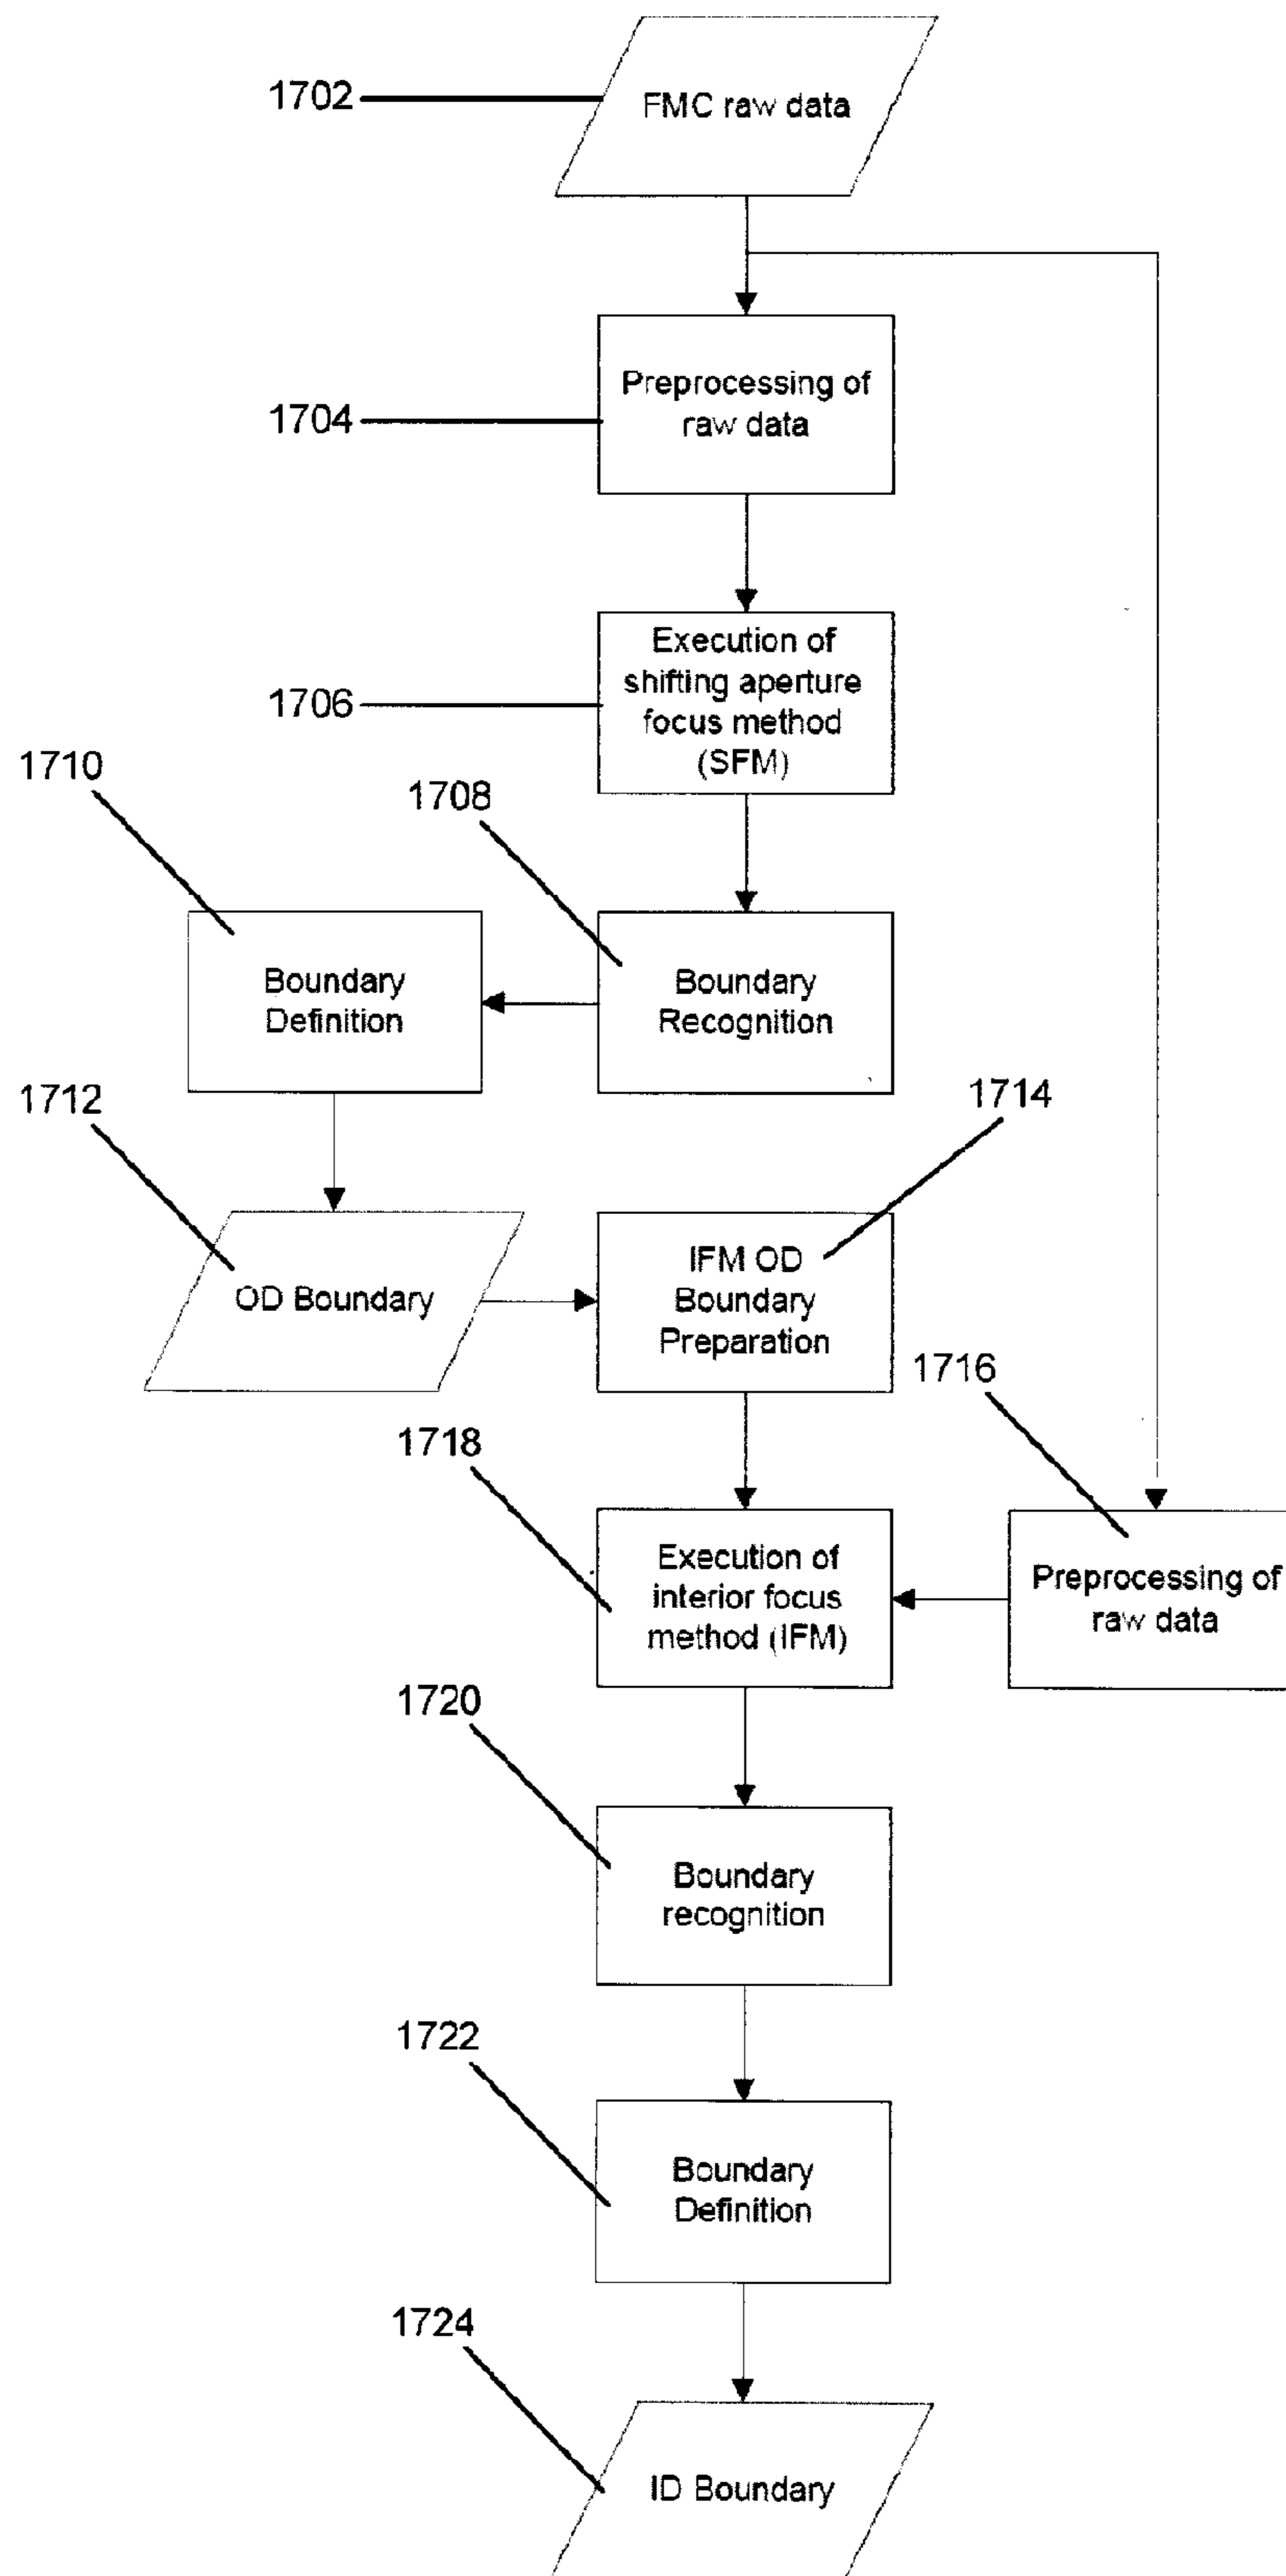 1702
FMC raw data
1704
Preprocessing of
raw data
1706
Execution of
shifting aperture
focus method
(SFM)
1710
1708
Boundary
Definition
Boundary
Recognition
1712
1714
OD Boundary
IFM OD
Boundary
Preparation
1716
1718
Execution of
interior focus
method (IFM)
Preprocessing of
raw data
1720
Boundary
recognition
1722
Boundary
Definition
1724
ID Boundary